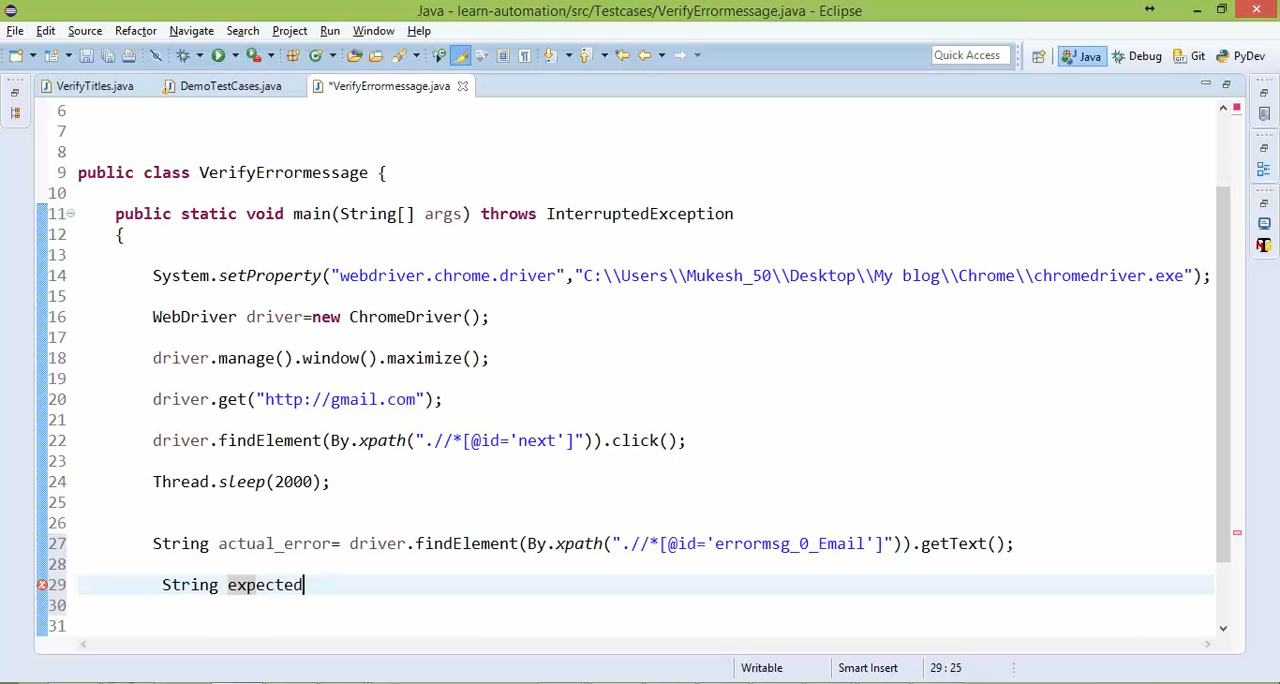 Java - learn-automation/src/Testcases/VerifyErrormessage.java - Eclipse
File Edit Source Refactor Navigate Search Project Run Window Help
Quick Access Java Debug Git PyDev
VerifyTitles.java DemoTestCases.java *VerifyErrormessage.java
6
7
8
9 public class VerifyErrormessage {
10
11 public static void main(String[] args) throws InterruptedException
12 {
13
14 System.setProperty("webdriver.chrome.driver","C:\\Users\\Mukesh_50\\Desktop\\My blog\\Chrome\\chromedriver.exe");
15
16 WebDriver driver=new ChromeDriver();
17
18 driver.manage().window().maximize();
19
20 driver.get("http://gmail.com");
21
22 driver.findElement(By.xpath(".//*[@id='next']")).click();
23
24 Thread.sleep(2000);
25
26
27 String actual_error= driver.findElement(By.xpath(".//*[@id='errormsg_0_Email']")).getText();
28
29 String expected
30
31
Writable Smart Insert 29 : 25